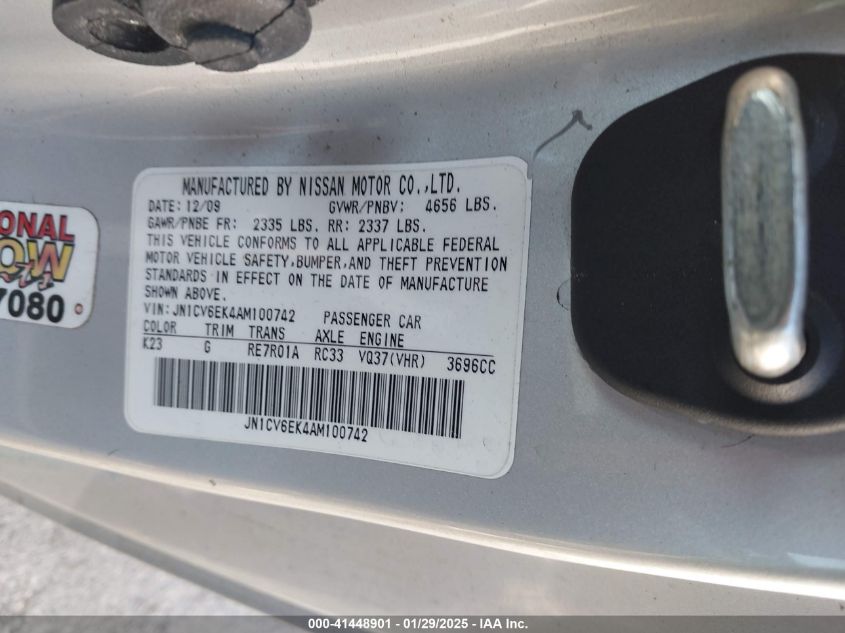 MANUFACTURED BY NISSAN MOTOR CO.,LTD.
DATE: 12/09 GVWR/PNBV: 4656 LBS.
GAWR/PNBE FR: 2335 LBS. RR: 2337 LBS.
THIS VEHICLE CONFORMS TO ALL APPLICABLE FEDERAL
MOTOR VEHICLE SAFETY,BUMPER,AND THEFT PREVENTION
STANDARDS IN EFFECT ON THE DATE OF MANUFACTURE
SHOWN ABOVE.
VIN: JN1CV6EK4AM100742 PASSENGER CAR
COLOR TRIM TRANS AXLE ENGINE
K23 G RE7R01A RC33 VQ37(VHR) 3696CC
JN1CV6EK4AM100742
7080
000-41448901 - 01/29/2025 - IAA Inc.